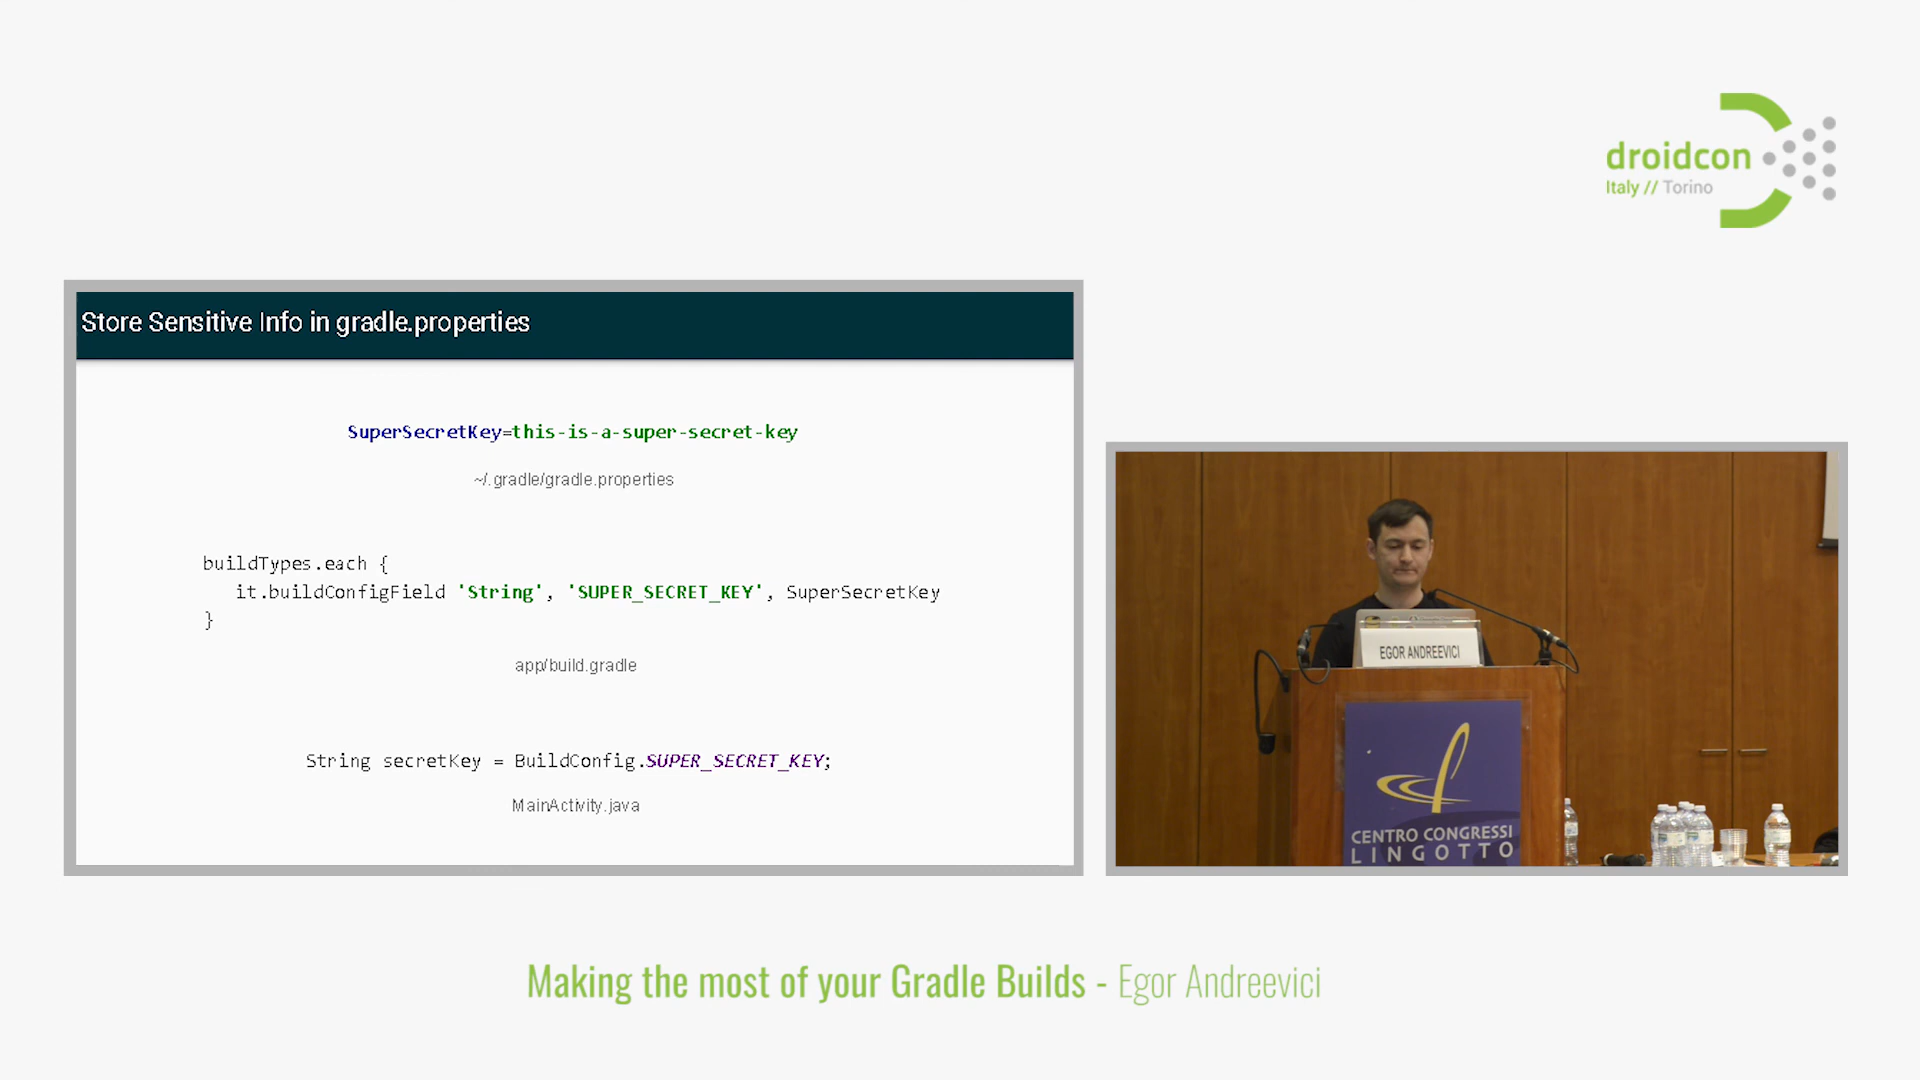 droidcon
Italy // Torino
Store Sensitive Info in gradle.properties
SuperSecretKey=this-is-a-super-secret-key
~/.gradle/gradle.properties
buildTypes.each {
it.buildConfigField 'String', 'SUPER_SECRET_KEY', SuperSecretKey
}
app/build.gradle
String secretKey = BuildConfig.SUPER_SECRET_KEY;
MainActivity.java
EGOR ANDREEVICI
CENTRO CONGRESSI
LINGOTTO
Making the most of your Gradle Builds - Egor Andreevici